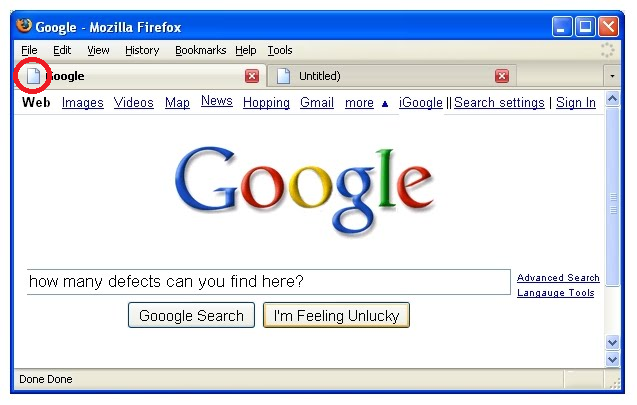 Google - Mozilla Firefox
File Edit View History Bookmarks Help Tools
Google Untitled)
Web Images Videos Map News Hopping Gmail more ▲ iGoogle || Search settings | Sign In
Google
how many defects can you find here?
Advanced Search
Langauge Tools
Gooogle Search I'm Feeling Unlucky
Done Done